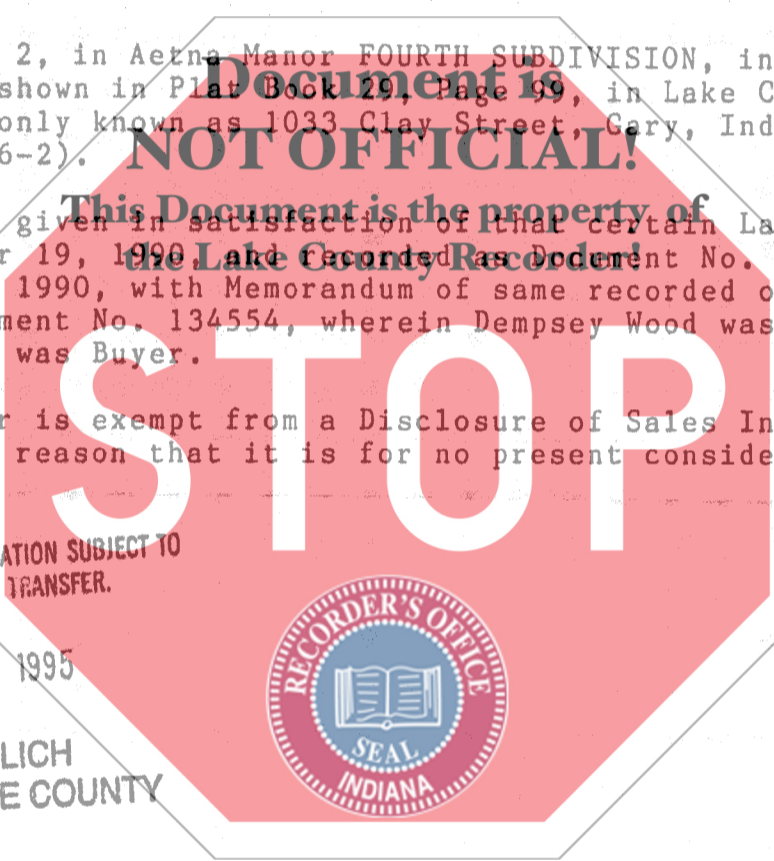 2, in Aetna Manor FOURTH SUBDIVISION, in
shown in Plat Book 29, Page 99, in Lake C
only known as 1033 Clay Street, Gary, Ind
6-2).
given in satisfaction of that certain La
r 19, 1990, and recorded as Document No.
1990, with Memorandum of same recorded o
ment No. 134554, wherein Dempsey Wood was
was Buyer.
r is exempt from a Disclosure of Sales In
reason that it is for no present conside
Document is
NOT OFFICIAL!
This Document is the property of
the Lake County Recorder!
STOP
ATION SUBJECT TO
TRANSFER.
1995
LICH
E COUNTY
RECORDER'S OFFICE
SEAL
INDIANA